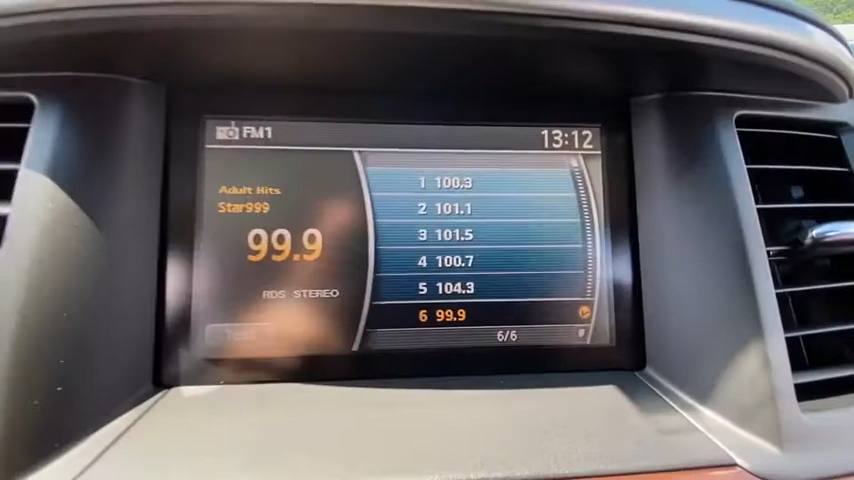 FM1
13:12
Adult Hits
Star999
99.9
RDS STEREO
1 100.3
2 101.1
3 101.5
4 100.7
5 104.3
6 99.9
6/6